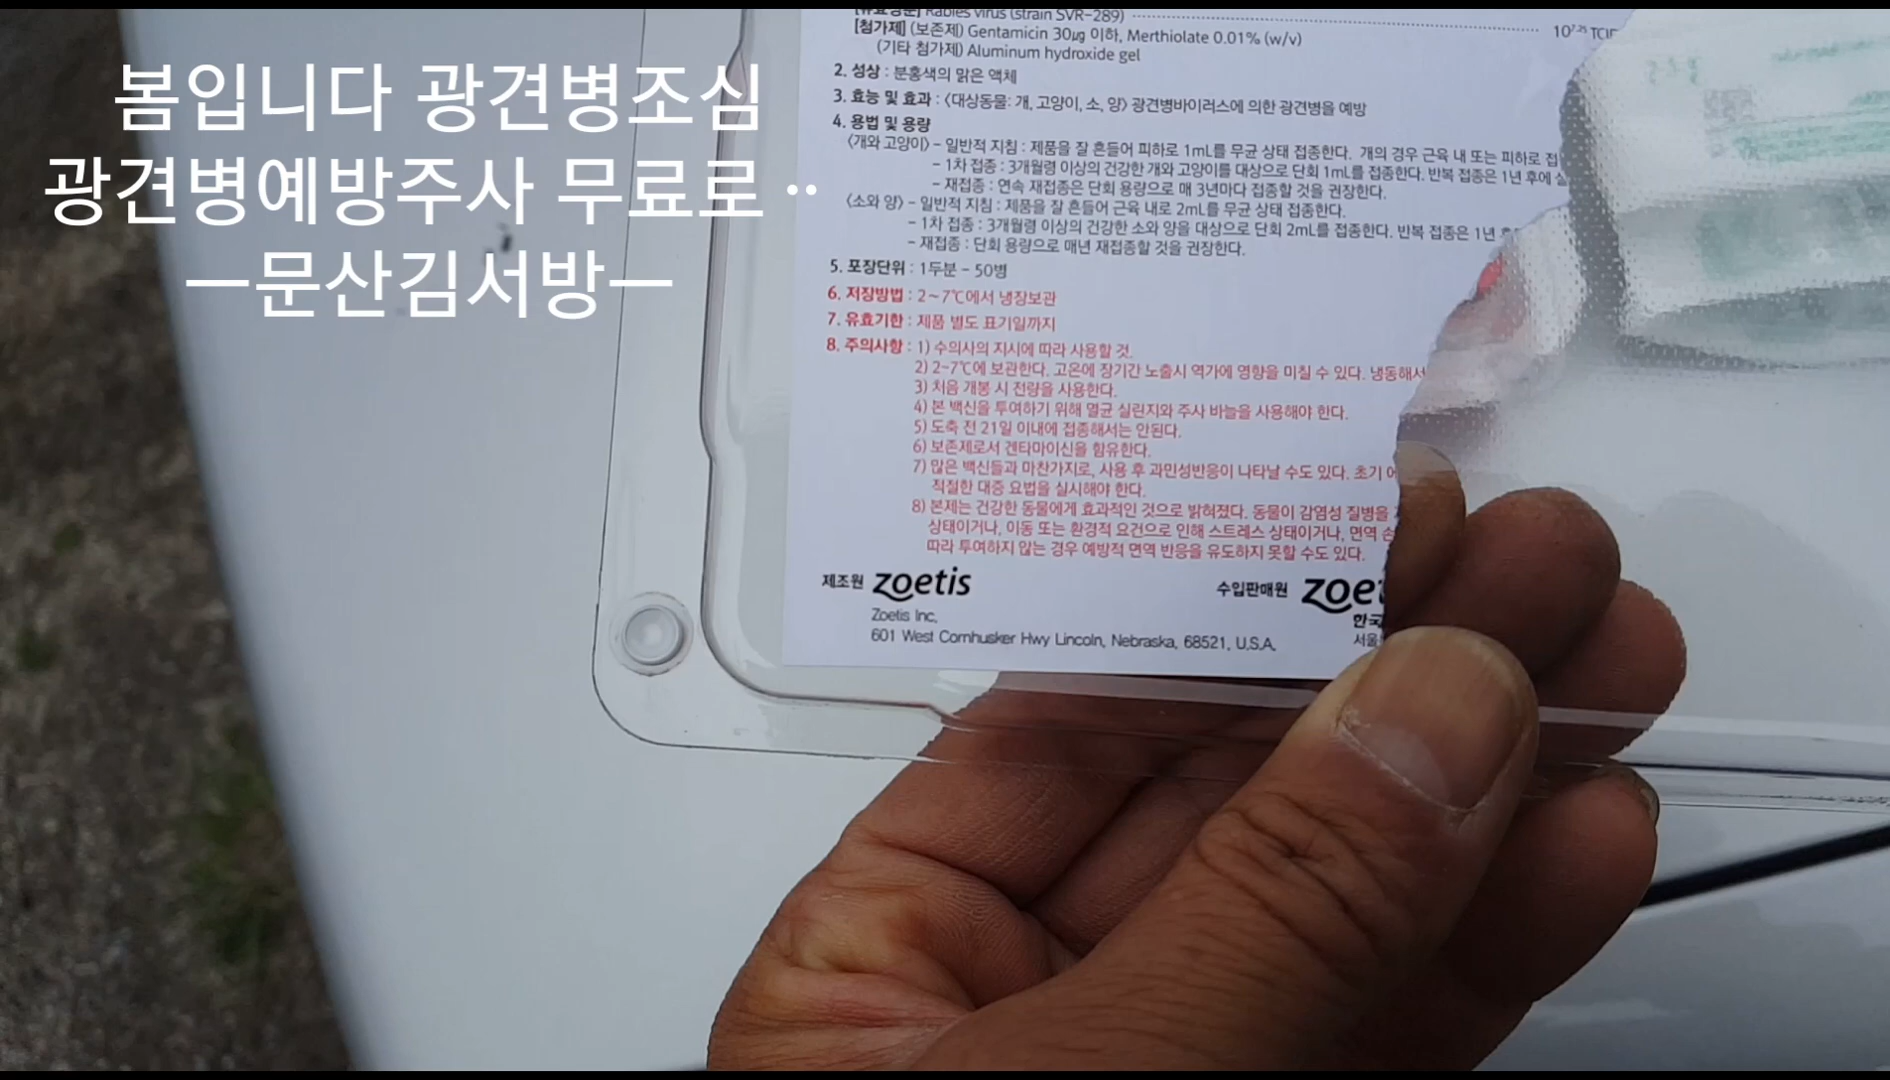 봄입니다 광견병조심
광견병예방주사 무료로 ··
ㅡ문산김서방ㅡ
[유효성분] Rabies virus (strain SVR-289) 10^7.25 TCI
[첨가제] (보존제) Gentamicin 30㎍ 이하, Merthiolate 0.01% (w/v)
(기타 첨가제) Aluminum hydroxide gel
2. 성상 : 분홍색의 맑은 액체
3. 효능 및 효과 : 〈대상동물: 개, 고양이, 소, 양〉 광견병바이러스에 의한 광견병을 예방
4. 용법 및 용량
〈개와 고양이〉 - 일반적 지침 : 제품을 잘 흔들어 피하로 1mL를 무균 상태 접종한다. 개의 경우 근육 내 또는 피하로 접
- 1차 접종 : 3개월령 이상의 건강한 개와 고양이를 대상으로 단회 1mL를 접종한다. 반복 접종은 1년 후에
- 재접종 : 연속 재접종은 단회 용량으로 매 3년마다 접종할 것을 권장한다.
〈소와 양〉 - 일반적 지침 : 제품을 잘 흔들어 근육 내로 2mL를 무균 상태 접종한다.
- 1차 접종 : 3개월령 이상의 건강한 소와 양을 대상으로 단회 2mL를 접종한다. 반복 접종은 1년
- 재접종 : 단회 용량으로 매년 재접종할 것을 권장한다.
5. 포장단위 : 1두분 - 50병
6. 저장방법 : 2~7℃에서 냉장보관
7. 유효기한 : 제품 별도 표기일까지
8. 주의사항 : 1) 수의사의 지시에 따라 사용할 것.
2) 2~7℃에 보관한다. 고온에 장기간 노출시 역가에 영향을 미칠 수 있다. 냉동해서
3) 처음 개봉 시 전량을 사용한다.
4) 본 백신을 투여하기 위해 멸균 실린지와 주사 바늘을 사용해야 한다.
5) 도축 전 21일 이내에 접종해서는 안된다.
6) 보존제로서 겐타마이신을 함유한다.
7) 많은 백신들과 마찬가지로, 사용 후 과민성반응이 나타날 수도 있다. 초기
적절한 대증 요법을 실시해야 한다.
8) 본제는 건강한 동물에게 효과적인 것으로 밝혀졌다. 동물이 감염성 질병을
상태이거나, 이동 또는 환경적 요건으로 인해 스트레스 상태이거나, 면역
따라 투여하지 않는 경우 예방적 면역 반응을 유도하지 못할 수도 있다.
제조원 zoetis 수입판매원 zoe
Zoetis Inc. 한국
601 West Cornhusker Hwy Lincoln, Nebraska, 68521, U.S.A. 서울